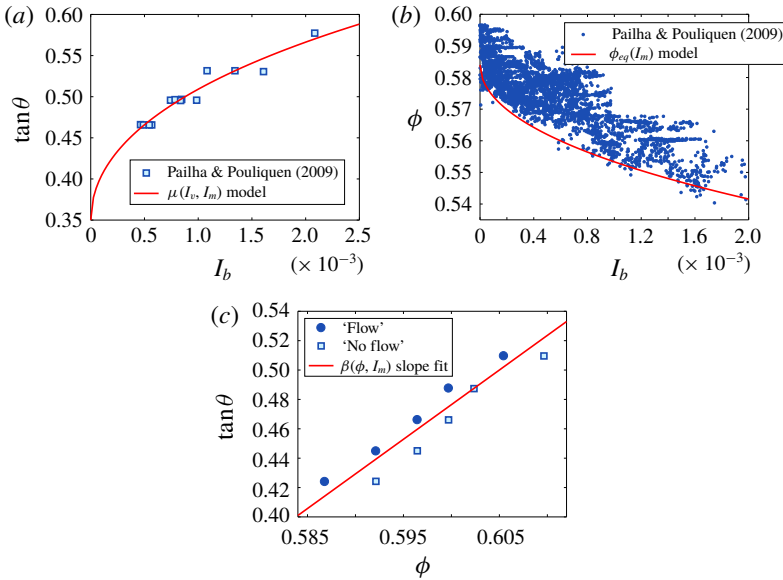 (a)
0.60
0.55
0.50
0.45
0.40
0.35
tan θ
Pailha & Pouliquen (2009)
μ(I_v, I_m) model
0 0.5 1.0 1.5 2.0 2.5
I_b (× 10⁻³)
(b)
0.60
0.59
0.58
0.57
0.56
0.55
0.54
ϕ
Pailha & Pouliquen (2009)
ϕ_eq(I_m) model
0 0.4 0.8 1.2 1.6 2.0
I_b (× 10⁻³)
(c)
0.54
0.52
0.50
0.48
0.46
0.44
0.42
0.40
tan θ
‘Flow’
‘No flow’
β(ϕ, I_m) slope fit
0.585 0.595 0.605
ϕ